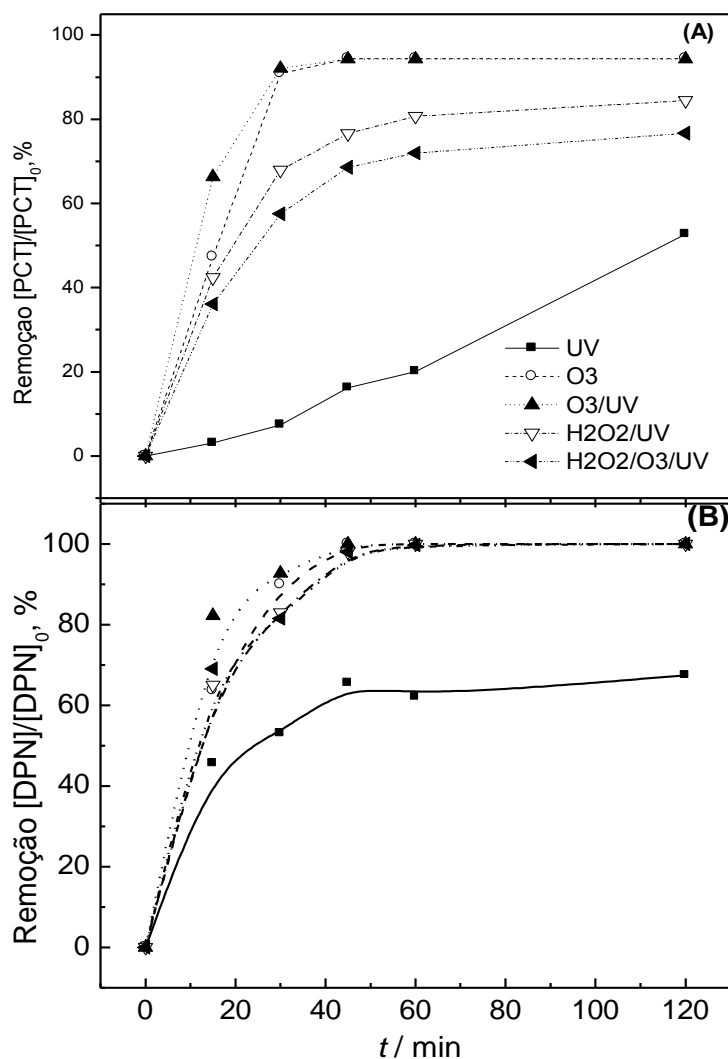 (A)
100
80
60
40
20
0
Remoçao [PCT]/[PCT]0,%
UV
O3
O3/UV
H2O2/UV
H2O2/O3/UV
(B)
100
80
60
40
20
0
Remoção [DPN]/[DPN]0, %
0 20 40 60 80 100 120
t / min